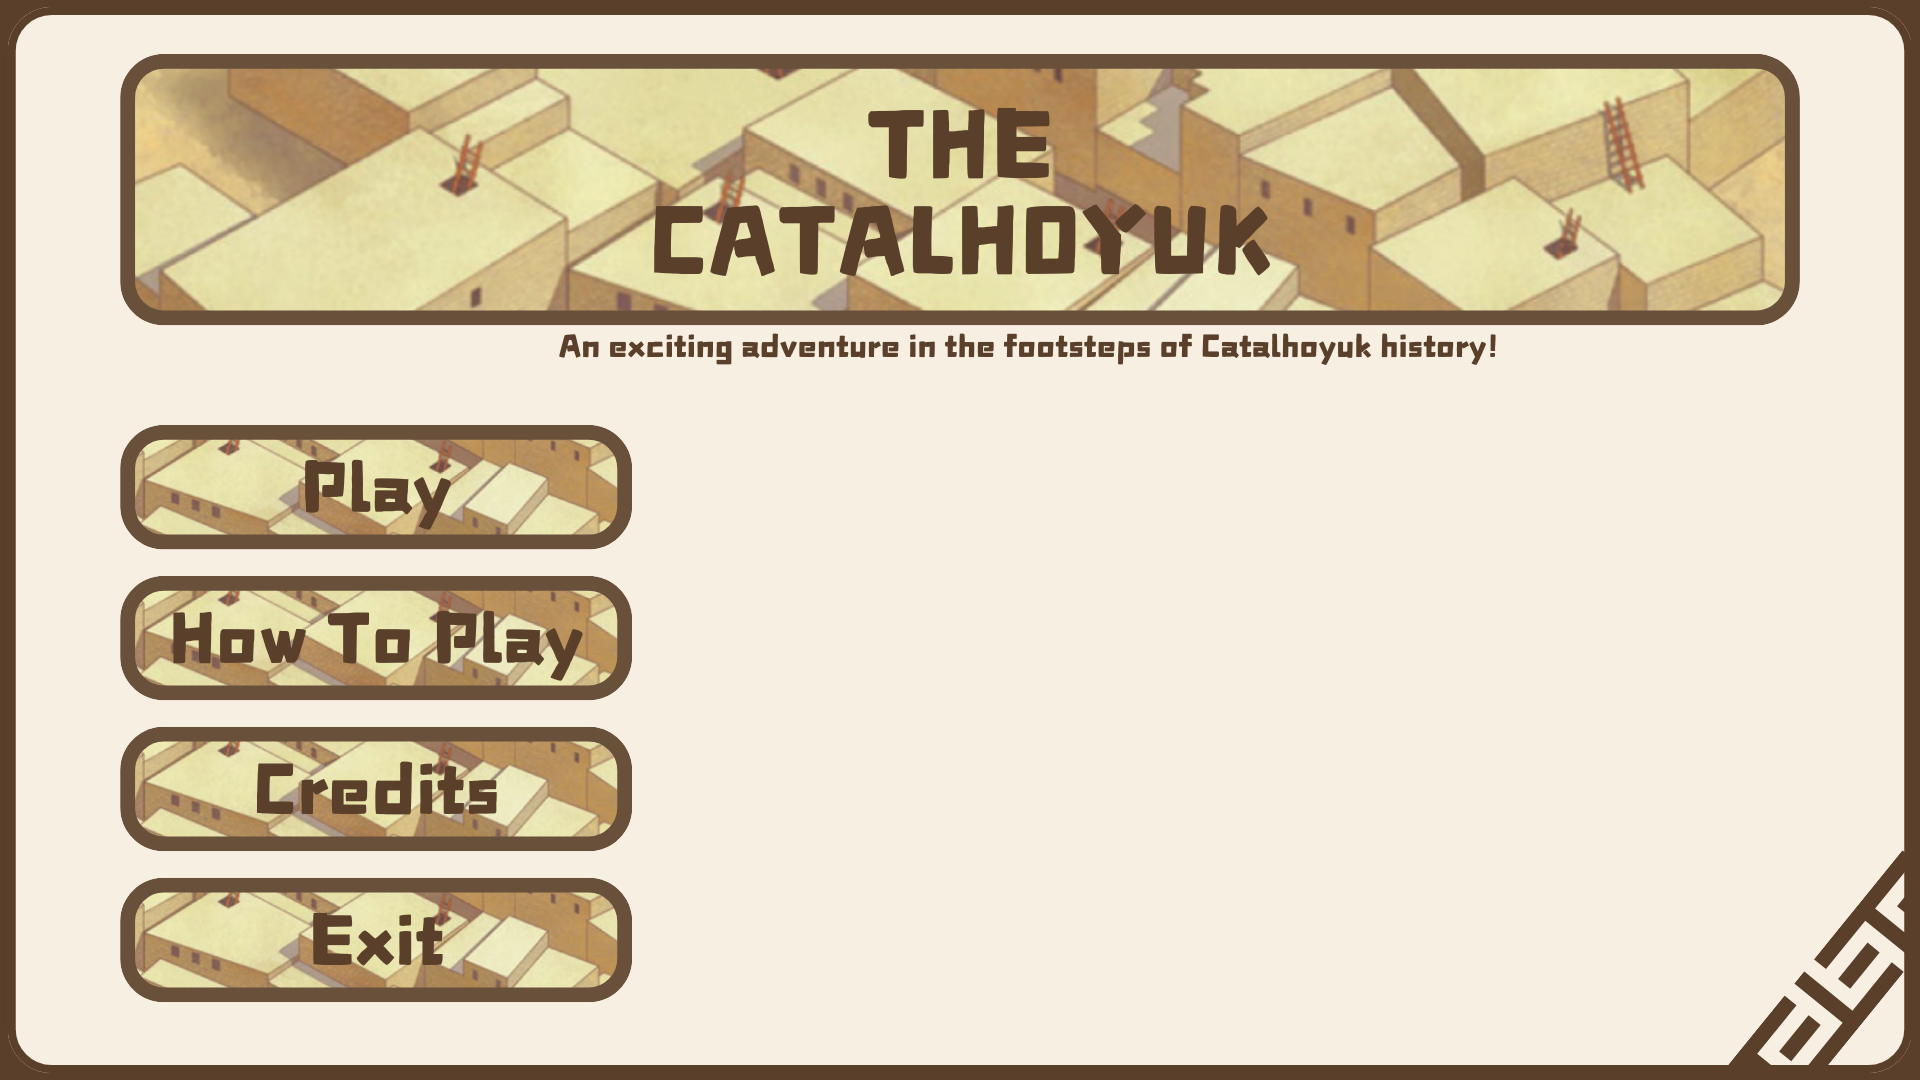 THE
CATALHOYUK
An exciting adventure in the footsteps of Catalhoyuk history!
Play
How To Play
Credits
Exit